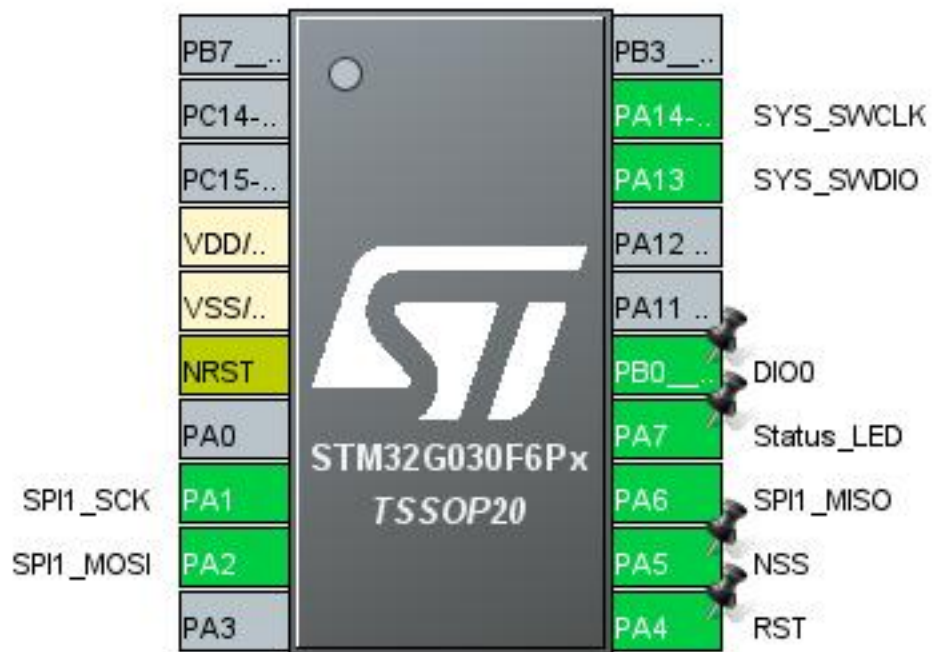 PB7__..
PC14-..
PC15-..
VDD/..
VSS/..
NRST
PA0
SPI1_SCK PA1
SPI1_MOSI PA2
PA3
STM32G030F6Px
TSSOP20
PB3__..
PA14-.. SYS_SWCLK
PA13 SYS_SWDIO
PA12 ..
PA11 ..
PB0__.. DIO0
PA7 Status_LED
PA6 SPI1_MISO
PA5 NSS
PA4 RST